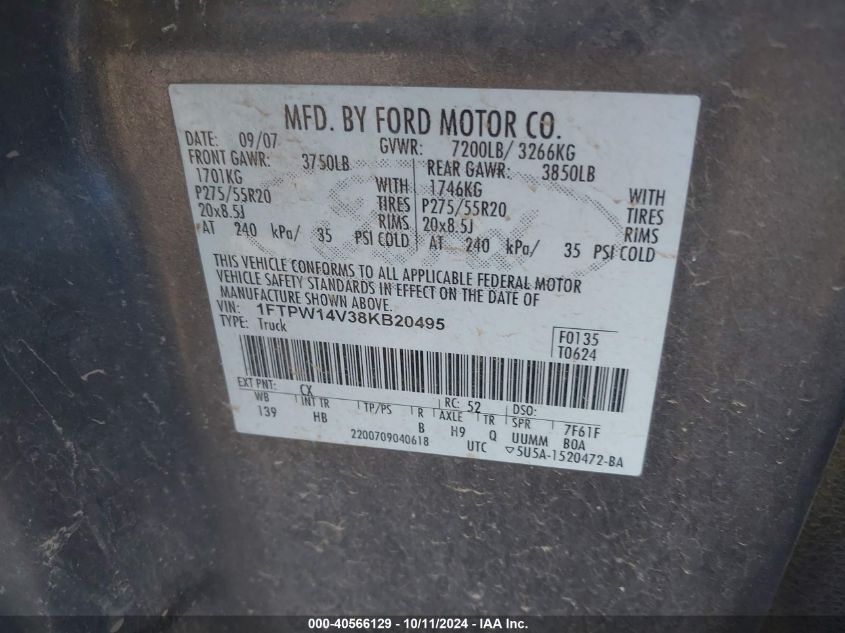 MFD. BY FORD MOTOR CO.
DATE: 09/07 GVWR: 7200LB/ 3266KG
FRONT GAWR: 3750LB REAR GAWR: 3850LB
1701KG WITH 1746KG WITH
P275/55R20 TIRES P275/55R20 TIRES
20x8.5J RIMS 20x8.5J RIMS
AT 240 kPa/ 35 PSI COLD AT 240 kPa/ 35 PSI COLD
THIS VEHICLE CONFORMS TO ALL APPLICABLE FEDERAL MOTOR
VEHICLE SAFETY STANDARDS IN EFFECT ON THE DATE OF
MANUFACTURE SHOWN ABOVE.
VIN: 1FTPW14V38KB20495
TYPE: Truck
F0135
T0624
EXT PNT: CX RC: 52 DSO:
WB INT TR TP/PS R AXLE TR SPR 7F61F
139 HB B H9 Q UUMM BOA
2200709040618 UTC ▽5U5A-1520472-BA
000-40566129 - 10/11/2024 - IAA Inc.